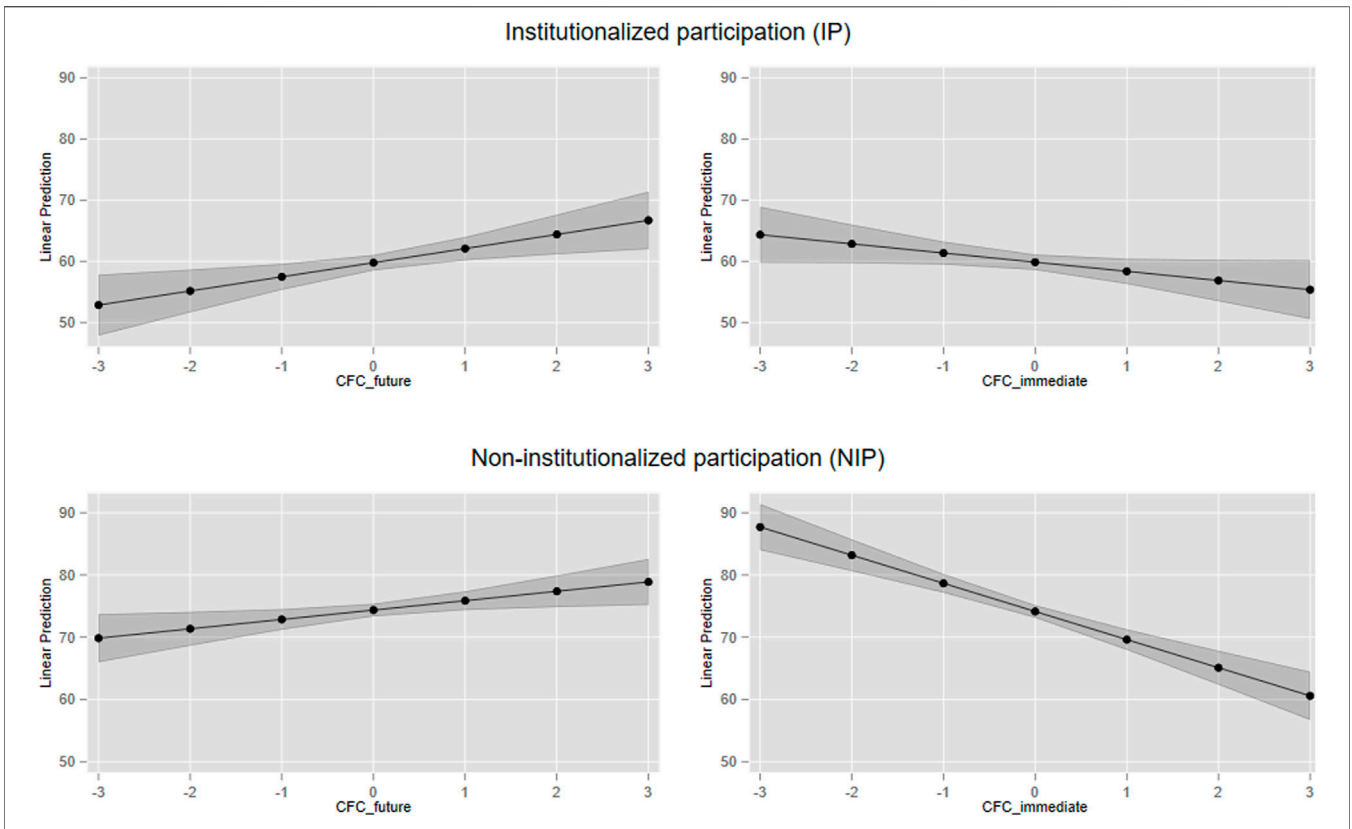 Institutionalized participation (IP)
90
80
70
60
50
Linear Prediction
-3 -2 -1 0 1 2 3
CFC_future
90
80
70
60
50
Linear Prediction
-3 -2 -1 0 1 2 3
CFC_immediate
Non-institutionalized participation (NIP)
90
80
70
60
50
Linear Prediction
-3 -2 -1 0 1 2 3
CFC_future
90
80
70
60
50
Linear Prediction
-3 -2 -1 0 1 2 3
CFC_immediate